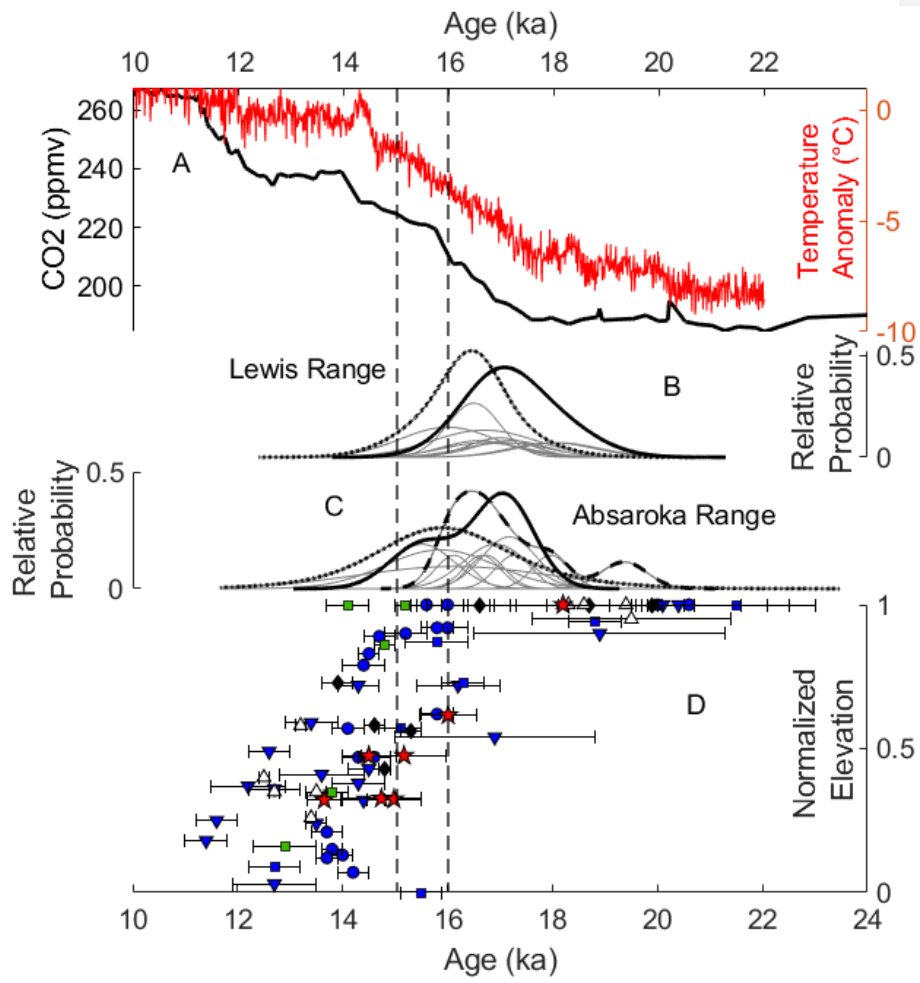 Age (ka)
10 12 14 16 18 20 22
260
240
220
200
CO2 (ppmv)
A
0
-5
-10
Temperature
Anomaly (°C)
Lewis Range
B
0.5
0
Relative
Probability
0.5
0
Relative
Probability
C
Absaroka Range
1
0.5
0
Normalized
Elevation
D
10 12 14 16 18 20 22 24
Age (ka)